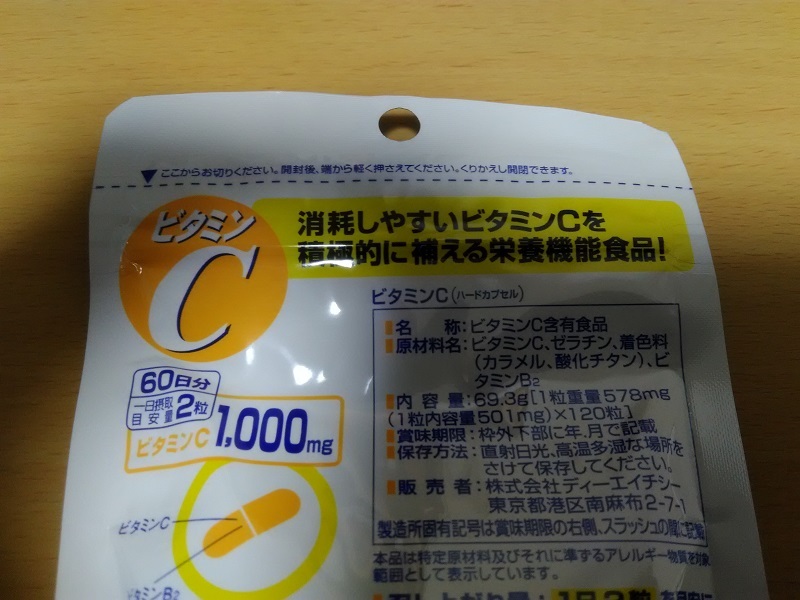 ▼ここからお切りください。開封後、端から軽く押さえてください。くりかえし開閉できます。
ビタミン
C
消耗しやすいビタミンCを
積極的に補える栄養機能食品!
ビタミンC(ハードカプセル)
名 称:ビタミンC含有食品
原材料名:ビタミンC、ゼラチン、着色料
(カラメル、酸化チタン)、ビ
タミンB2
内 容 量:69.3g[1粒重量578mg
(1粒内容量501mg)×120粒]
賞味期限:枠外下部に年、月で記載
保存方法:直射日光、高温多湿な場所を
さけて保存してください。
販 売 者:株式会社ディーエイチシー
東京都港区南麻布2-7-1
製造所固有記号は賞味期限の右側、スラッシュの間に記載
本品は特定原材料及びそれに準ずるアレルギー物質を対象
範囲として表示しています。
60日分
一日摂取
目安量2粒
ビタミンC 1,000mg
ビタミンC
ビタミンB2